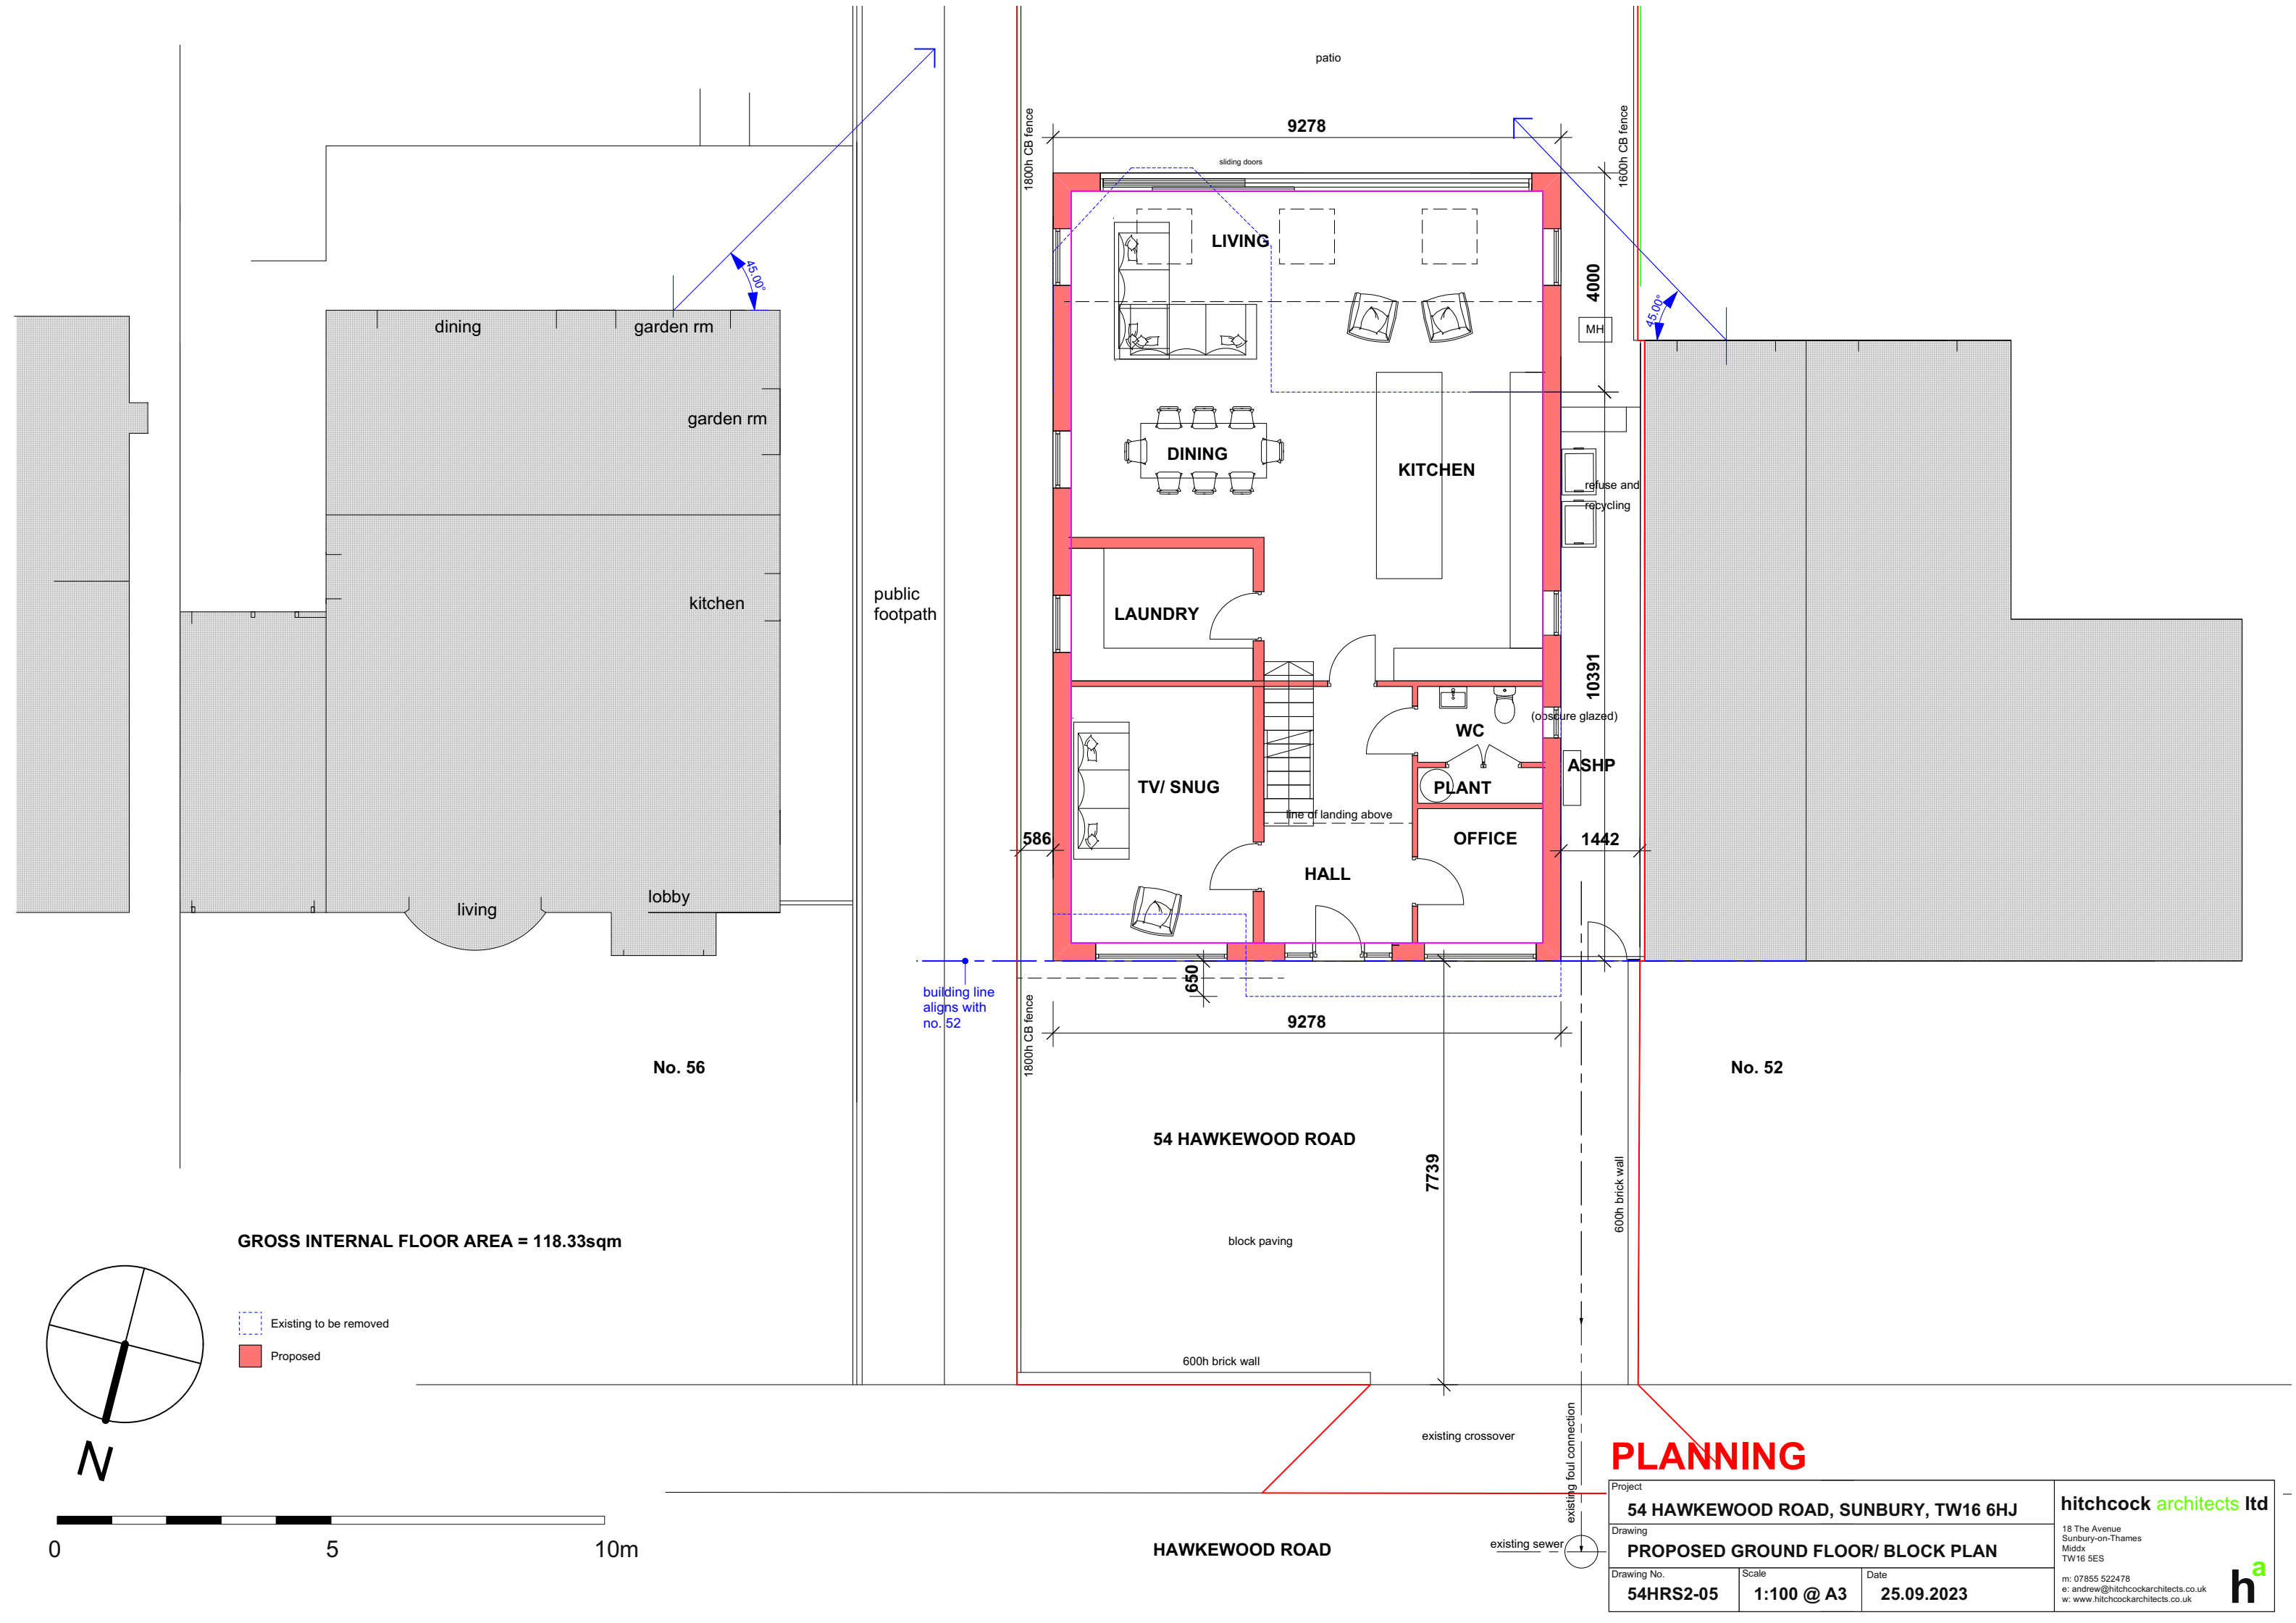 patio
1800h CB fence
9278
1600h CB fence
sliding doors
45.00°
LIVING
4000
45.00°
MH
dining
garden rm
garden rm
DINING
KITCHEN
refuse and
recycling
public
footpath
kitchen
LAUNDRY
10391
(obscure glazed)
WC
ASHP
TV/ SNUG
PLANT
line of landing above
586
OFFICE
1442
HALL
living
lobby
650
building line
aligns with
no. 52
1800h CB fence
9278
No. 56
No. 52
54 HAWKEWOOD ROAD
7739
600h brick wall
GROSS INTERNAL FLOOR AREA = 118.33sqm
block paving
Existing to be removed
Proposed
600h brick wall
N
existing crossover
existing foul connection
0
5
10m
HAWKEWOOD ROAD
existing sewer
PLANNING
Project
54 HAWKEWOOD ROAD, SUNBURY, TW16 6HJ
Drawing
PROPOSED GROUND FLOOR/ BLOCK PLAN
Drawing No.
54HRS2-05
Scale
1:100 @ A3
Date
25.09.2023
hitchcock architects ltd
18 The Avenue
Sunbury-on-Thames
Middx
TW16 5ES
m: 07855 522478
e: andrew@hitchcockarchitects.co.uk
w: www.hitchcockarchitects.co.uk
ha